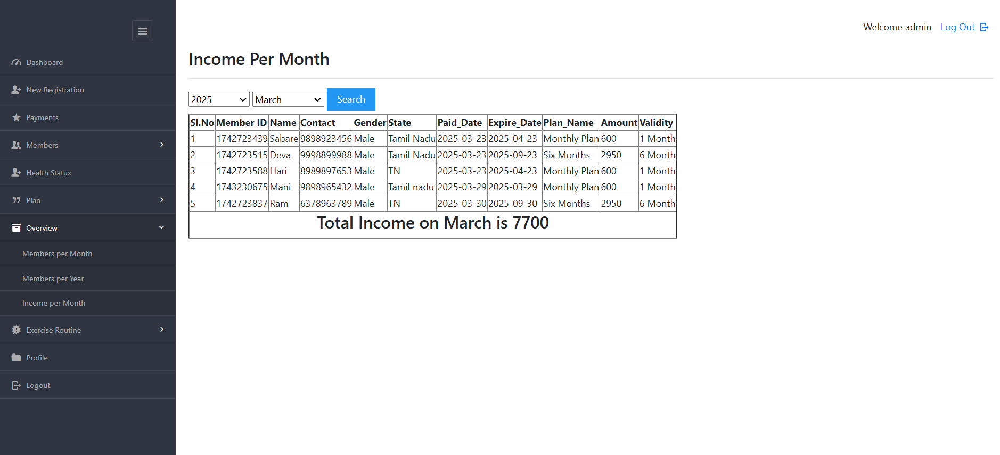 Welcome admin Log Out
Dashboard
New Registration
Payments
Members
Health Status
Plan
Overview
Members per Month
Members per Year
Income per Month
Exercise Routine
Profile
Logout
Income Per Month
2025 March Search
Sl.No Member ID Name Contact Gender State Paid_Date Expire_Date Plan_Name Amount Validity
1 1742723439 Sabare 9898923456 Male Tamil Nadu 2025-03-23 2025-04-23 Monthly Plan 600 1 Month
2 1742723515 Deva 9998899988 Male Tamil Nadu 2025-03-23 2025-09-23 Six Months 2950 6 Month
3 1742723588 Hari 8989897653 Male TN 2025-03-23 2025-04-23 Monthly Plan 600 1 Month
4 1743230675 Mani 9898965432 Male Tamil nadu 2025-03-29 2025-03-29 Monthly Plan 600 1 Month
5 1742723837 Ram 6378963789 Male TN 2025-03-30 2025-09-30 Six Months 2950 6 Month
Total Income on March is 7700